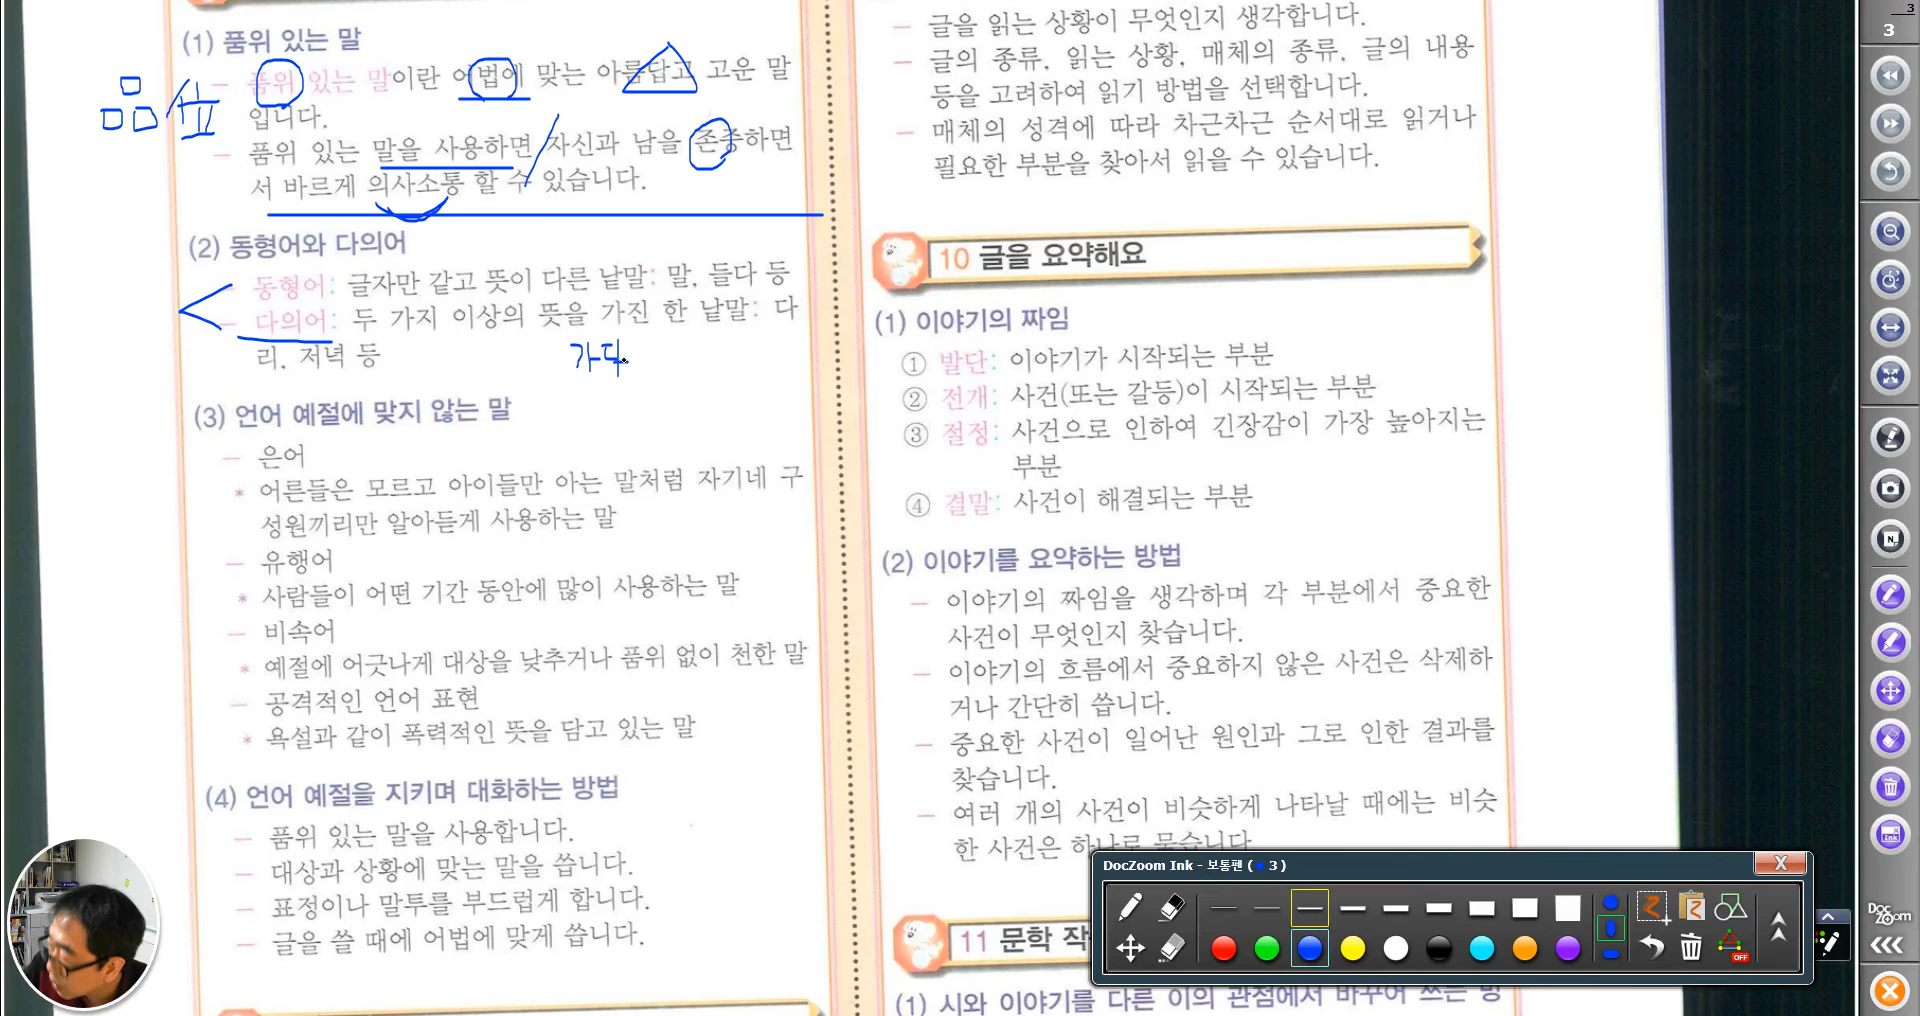 (1) 품위 있는 말
– 품위 있는 말이란 어법에 맞는 아름답고 고운 말
입니다.
– 품위 있는 말을 사용하면 자신과 남을 존중하면
서 바르게 의사소통 할 수 있습니다.
(2) 동형어와 다의어
– 동형어: 글자만 같고 뜻이 다른 낱말: 말, 들다 등
– 다의어: 두 가지 이상의 뜻을 가진 한 낱말: 다
리. 저녁 등
가다
(3) 언어 예절에 맞지 않는 말
– 은어
* 어른들은 모르고 아이들만 아는 말처럼 자기네 구
성원끼리만 알아듣게 사용하는 말
– 유행어
* 사람들이 어떤 기간 동안에 많이 사용하는 말
– 비속어
* 예절에 어긋나게 대상을 낮추거나 품위 없이 천한 말
– 공격적인 언어 표현
* 욕설과 같이 폭력적인 뜻을 담고 있는 말
(4) 언어 예절을 지키며 대화하는 방법
– 품위 있는 말을 사용합니다.
– 대상과 상황에 맞는 말을 씁니다.
– 표정이나 말투를 부드럽게 합니다.
– 글을 쓸 때에 어법에 맞게 씁니다.
– 글을 읽는 상황이 무엇인지 생각합니다.
– 글의 종류, 읽는 상황, 매체의 종류, 글의 내용
등을 고려하여 읽기 방법을 선택합니다.
– 매체의 성격에 따라 차근차근 순서대로 읽거나
필요한 부분을 찾아서 읽을 수 있습니다.
10 글을 요약해요
(1) 이야기의 짜임
① 발단: 이야기가 시작되는 부분
② 전개: 사건(또는 갈등)이 시작되는 부분
③ 절정: 사건으로 인하여 긴장감이 가장 높아지는
부분
④ 결말: 사건이 해결되는 부분
(2) 이야기를 요약하는 방법
– 이야기의 짜임을 생각하며 각 부분에서 중요한
사건이 무엇인지 찾습니다.
– 이야기의 흐름에서 중요하지 않은 사건은 삭제하
거나 간단히 씁니다.
– 중요한 사건이 일어난 원인과 그로 인한 결과를
찾습니다.
– 여러 개의 사건이 비슷하게 나타날 때에는 비슷
한 사건은 하나로 묶습니다
11 문학 작
(1) 시와 이야기를 다른 이의 관점에서 바꾸어 쓰는 방
DocZoom Ink - 보통펜 ( 3 )
OFF
3
3
N
Ink
Doc
Zoom